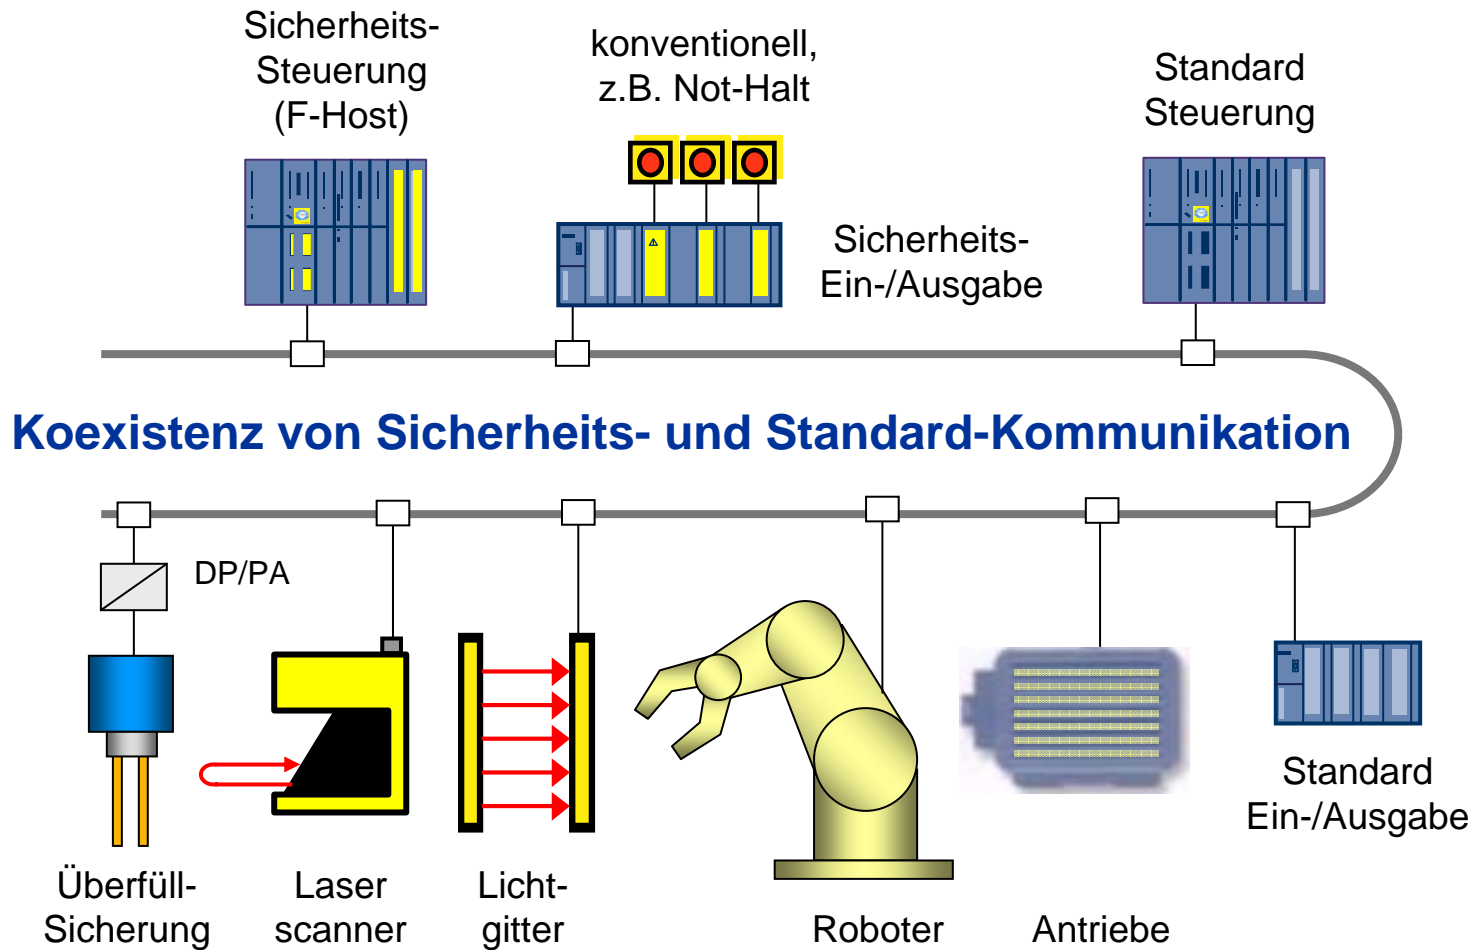 Sicherheits-
Steuerung
(F-Host)
konventionell,
z.B. Not-Halt
Standard
Steuerung
Sicherheits-
Ein-/Ausgabe
Koexistenz von Sicherheits- und Standard-Kommunikation
DP/PA
Standard
Ein-/Ausgabe
Überfüll-
Sicherung
Laser
scanner
Licht-
gitter
Roboter
Antriebe